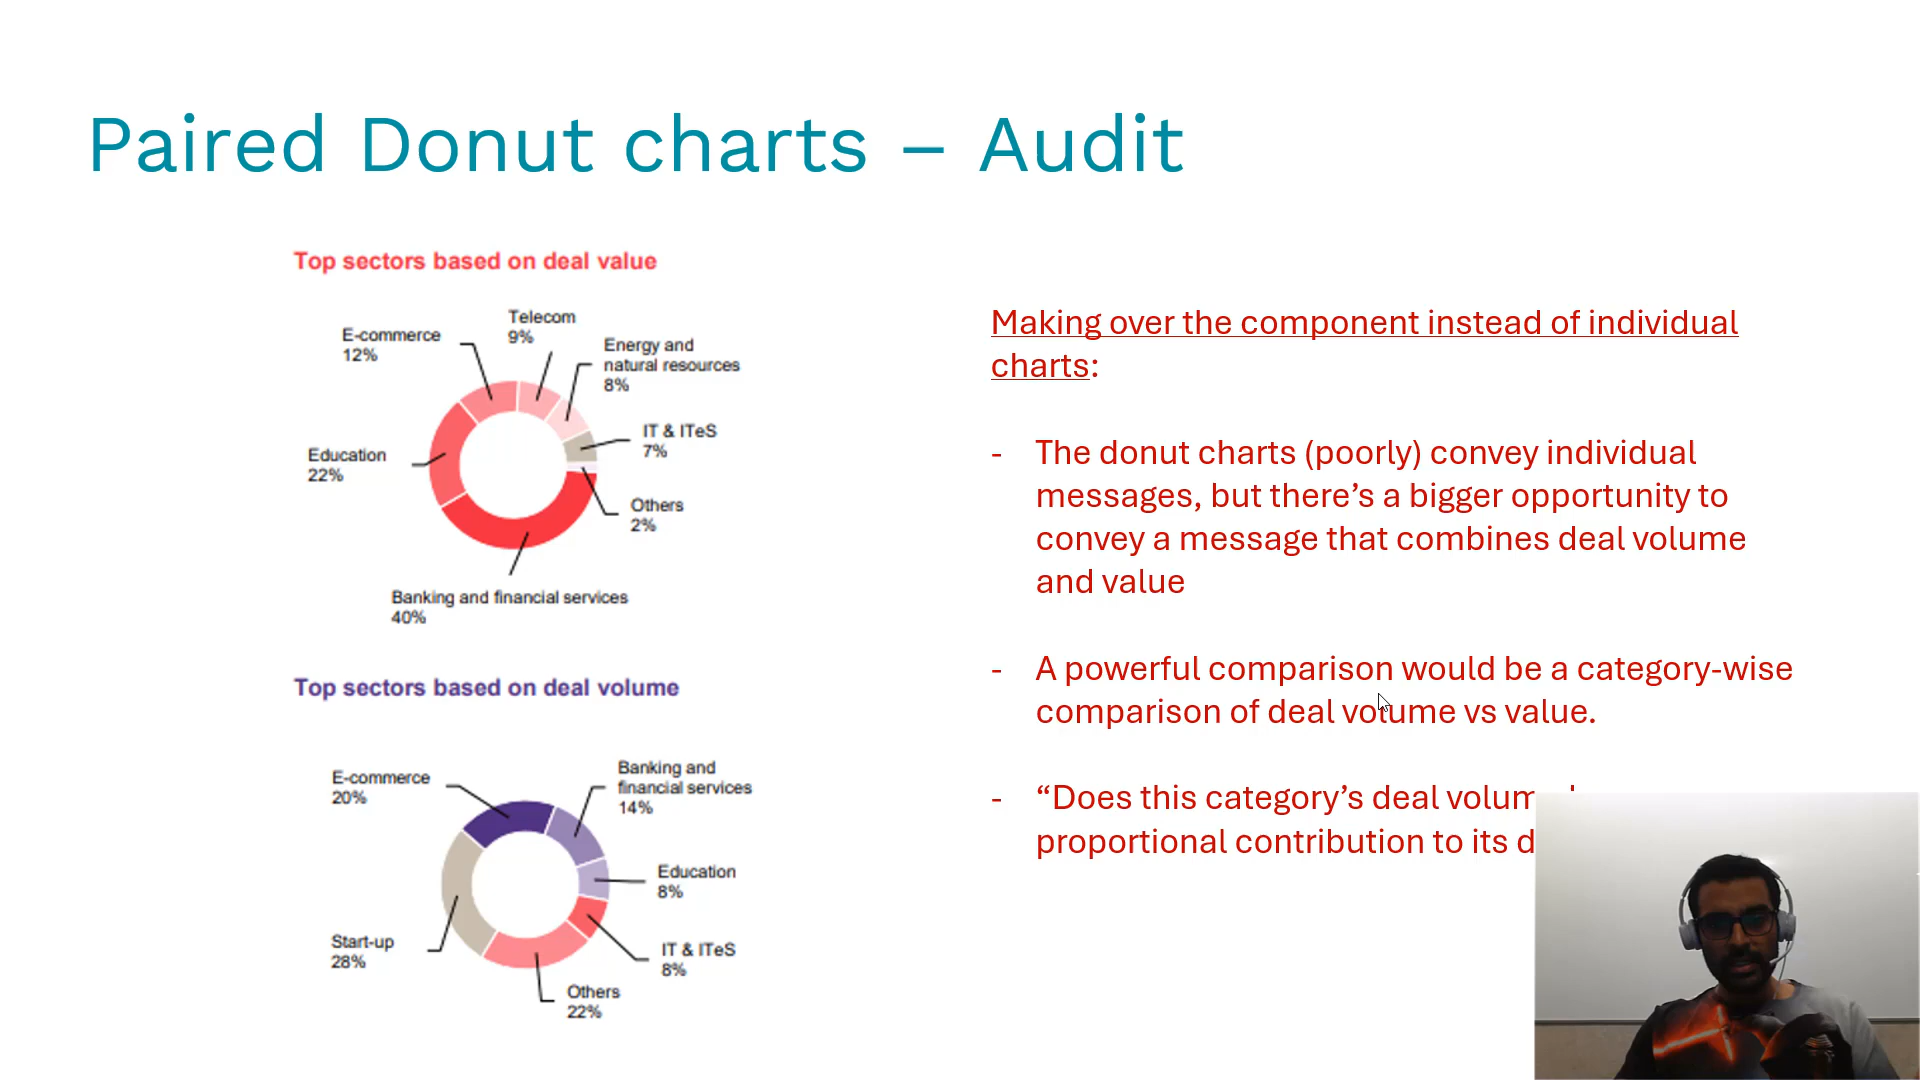 Paired Donut charts – Audit
Top sectors based on deal value
Telecom
9%
E-commerce
12%
Energy and
natural resources
8%
IT & ITeS
7%
Education
22%
Others
2%
Banking and financial services
40%
Top sectors based on deal volume
E-commerce
20%
Banking and
financial services
14%
Education
8%
Start-up
28%
IT & ITeS
8%
Others
22%
Making over the component instead of individual
charts:
- The donut charts (poorly) convey individual
messages, but there’s a bigger opportunity to
convey a message that combines deal volume
and value
- A powerful comparison would be a category-wise
comparison of deal volume vs value.
- “Does this category’s deal volum
proportional contribution to its d